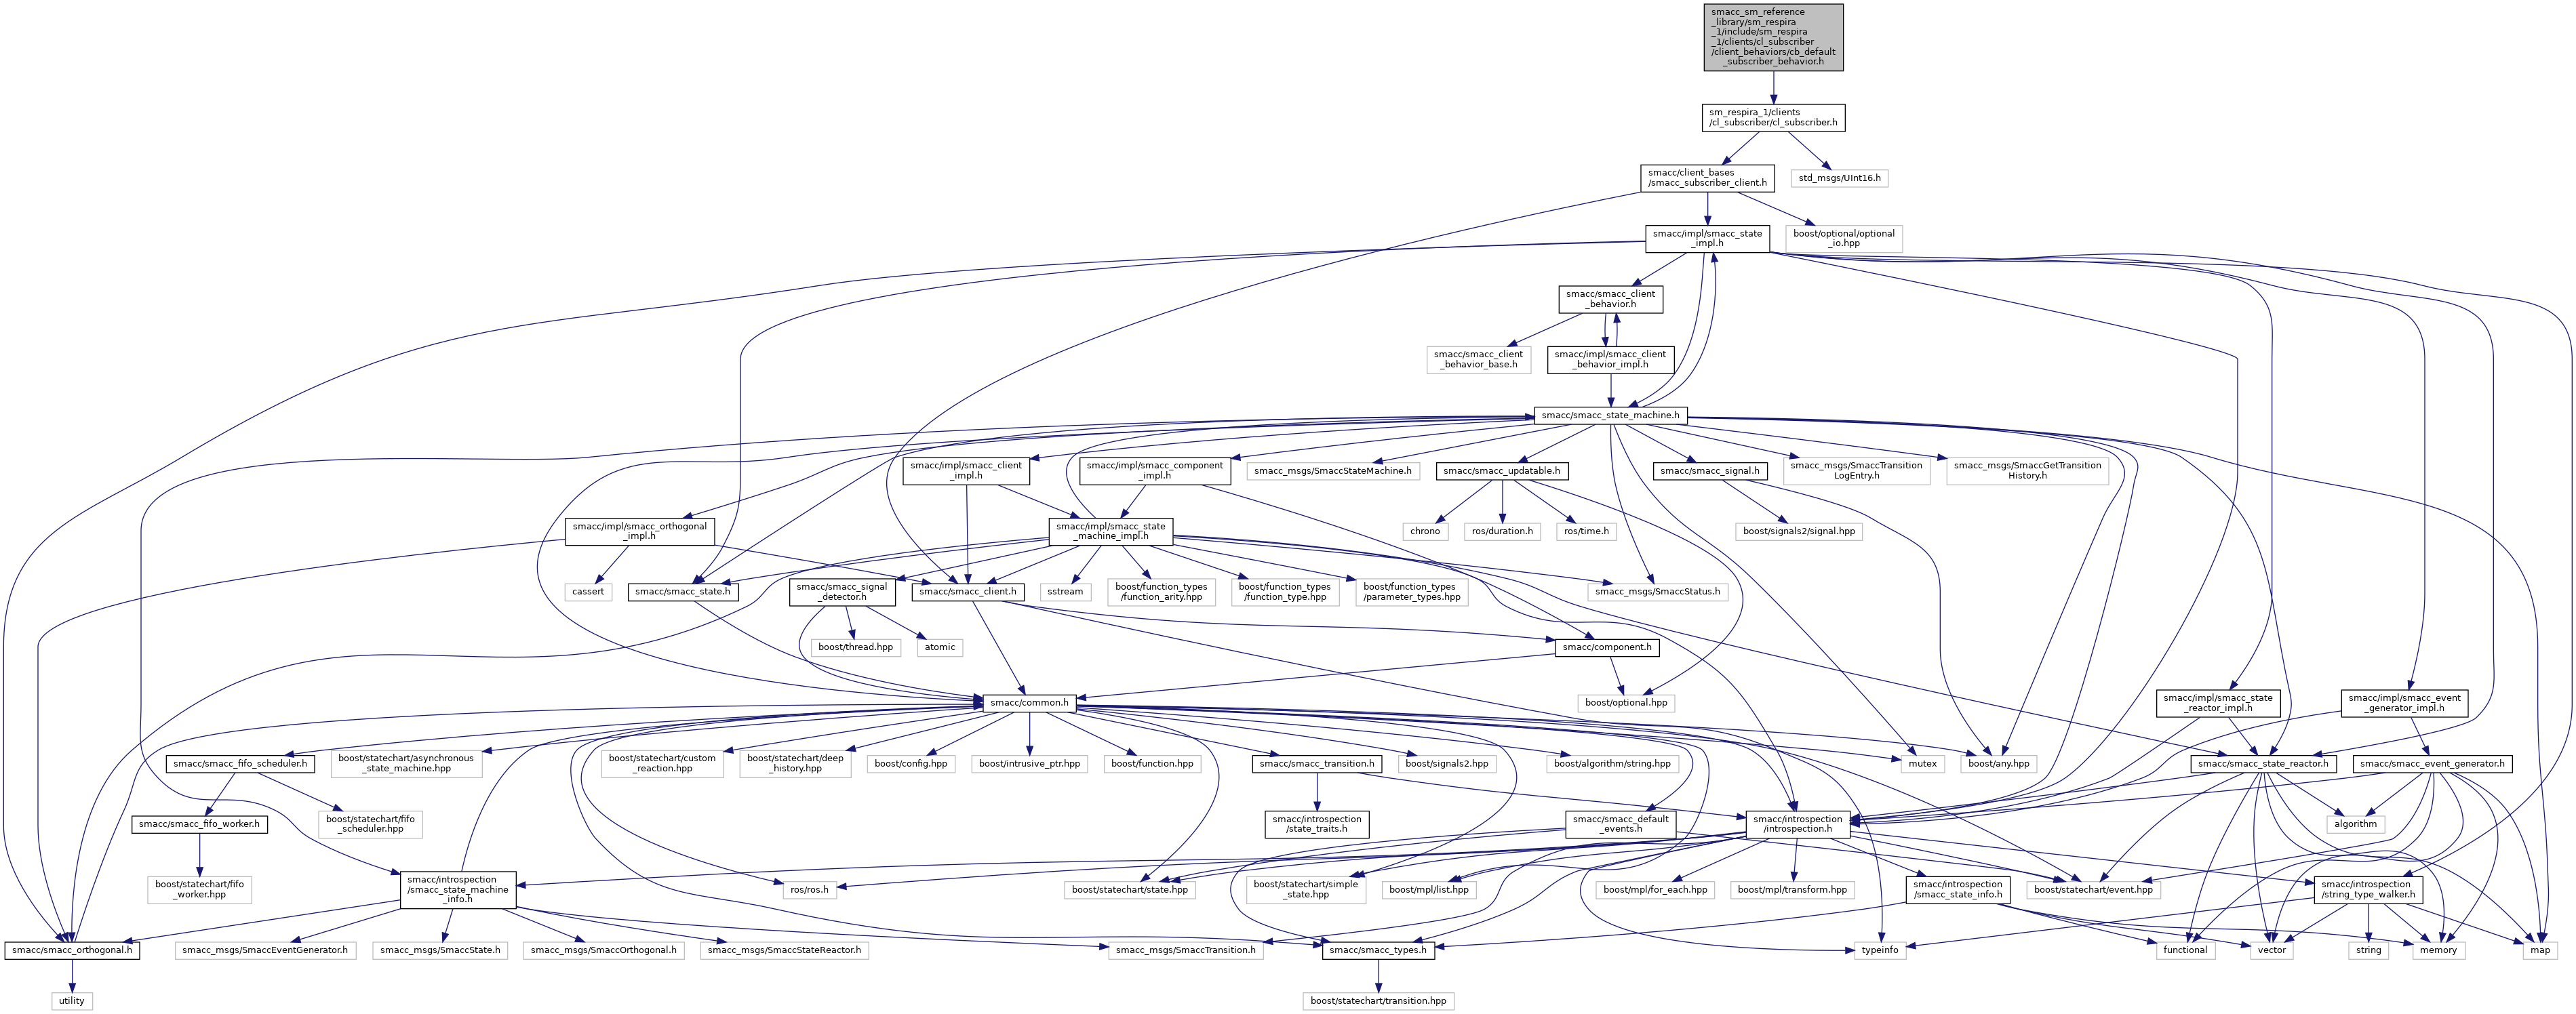 smacc_sm_reference
_library/sm_respira
_1/include/sm_respira
_1/clients/cl_subscriber
/client_behaviors/cb_default
_subscriber_behavior.h
sm_respira_1/clients
/cl_subscriber/cl_subscriber.h
smacc/client_bases
/smacc_subscriber_client.h
std_msgs/UInt16.h
smacc/impl/smacc_state
_impl.h
boost/optional/optional
_io.hpp
smacc/smacc_client
_behavior.h
smacc/smacc_client
_behavior_base.h
smacc/impl/smacc_client
_behavior_impl.h
smacc/smacc_state_machine.h
smacc/impl/smacc_client
_impl.h
smacc/impl/smacc_component
_impl.h
smacc_msgs/SmaccStateMachine.h
smacc/smacc_updatable.h
smacc/smacc_signal.h
smacc_msgs/SmaccTransition
LogEntry.h
smacc_msgs/SmaccGetTransition
History.h
smacc/impl/smacc_orthogonal
_impl.h
smacc/impl/smacc_state
_machine_impl.h
chrono
ros/duration.h
ros/time.h
boost/signals2/signal.hpp
cassert
smacc/smacc_state.h
smacc/smacc_signal
_detector.h
smacc/smacc_client.h
sstream
boost/function_types
/function_arity.hpp
boost/function_types
/function_type.hpp
boost/function_types
/parameter_types.hpp
smacc_msgs/SmaccStatus.h
boost/thread.hpp
atomic
smacc/component.h
smacc/common.h
boost/optional.hpp
smacc/impl/smacc_state
_reactor_impl.h
smacc/impl/smacc_event
_generator_impl.h
smacc/smacc_fifo_scheduler.h
boost/statechart/asynchronous
_state_machine.hpp
boost/statechart/custom
_reaction.hpp
boost/statechart/deep
_history.hpp
boost/config.hpp
boost/intrusive_ptr.hpp
boost/function.hpp
smacc/smacc_transition.h
boost/signals2.hpp
boost/algorithm/string.hpp
mutex
boost/any.hpp
smacc/smacc_state_reactor.h
smacc/smacc_event_generator.h
smacc/smacc_fifo_worker.h
boost/statechart/fifo
_scheduler.hpp
smacc/introspection
/state_traits.h
smacc/smacc_default
_events.h
smacc/introspection
/introspection.h
algorithm
boost/statechart/fifo
_worker.hpp
smacc/introspection
/smacc_state_machine
_info.h
ros/ros.h
boost/statechart/state.hpp
boost/statechart/simple
_state.hpp
boost/mpl/list.hpp
boost/mpl/for_each.hpp
boost/mpl/transform.hpp
smacc/introspection
/smacc_state_info.h
boost/statechart/event.hpp
smacc/introspection
/string_type_walker.h
smacc/smacc_orthogonal.h
smacc_msgs/SmaccEventGenerator.h
smacc_msgs/SmaccState.h
smacc_msgs/SmaccOrthogonal.h
smacc_msgs/SmaccStateReactor.h
smacc_msgs/SmaccTransition.h
smacc/smacc_types.h
typeinfo
functional
vector
string
memory
map
utility
boost/statechart/transition.hpp